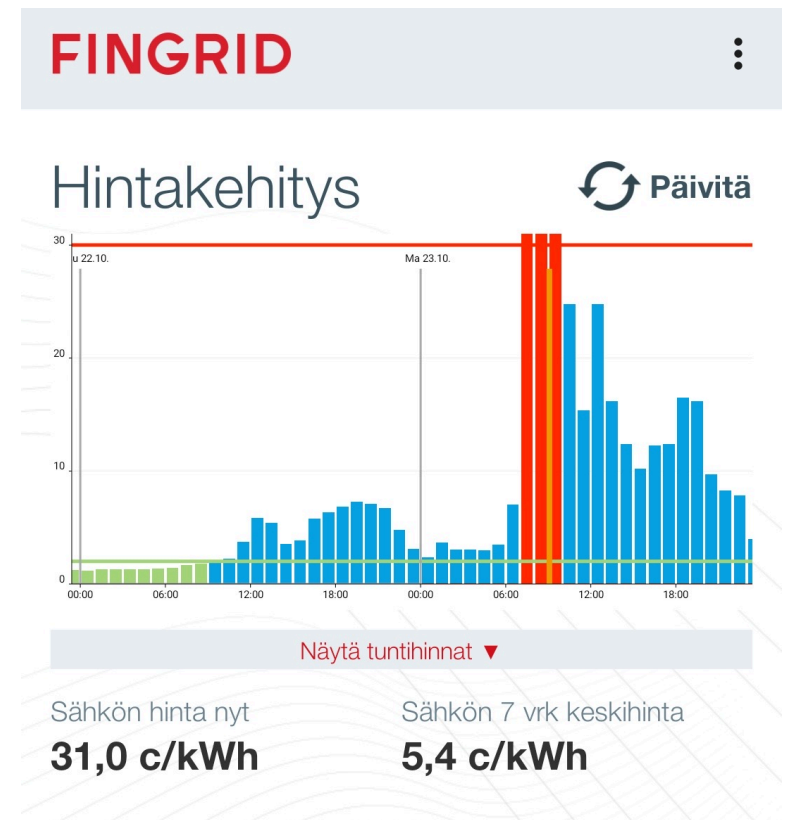 FINGRID
Hintakehitys
Päivitä
30
u 22.10.
Ma 23.10.
20
10
0
00:00 06:00 12:00 18:00 00:00 06:00 12:00 18:00
Näytä tuntihinnat ▼
Sähkön hinta nyt
31,0 c/kWh
Sähkön 7 vrk keskihinta
5,4 c/kWh